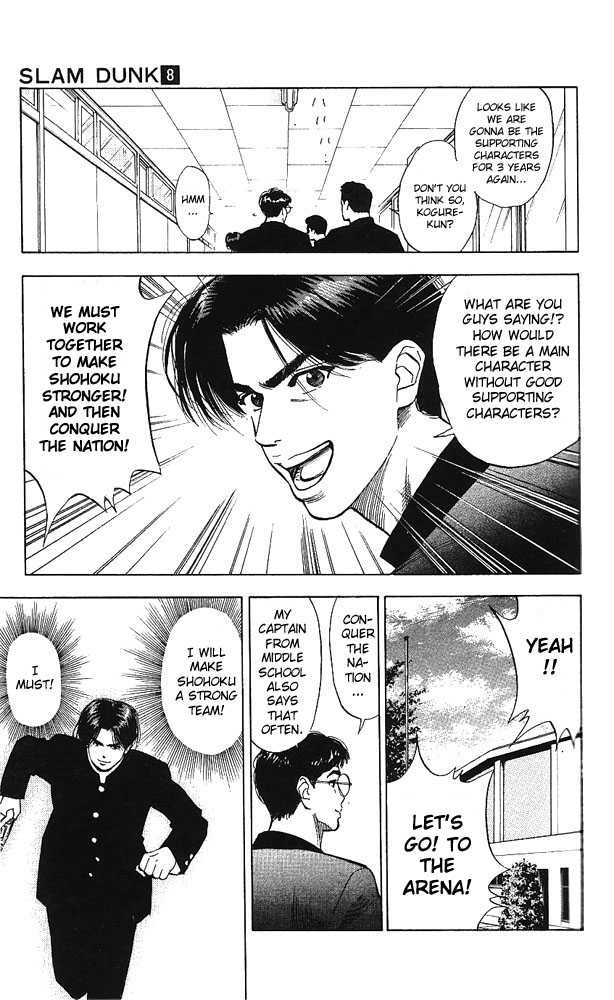 SLAM DUNK 8
LOOKS LIKE
WE ARE
GONNA BE THE
SUPPORTING
CHARACTERS
FOR 3 YEARS
AGAIN...
DON'T YOU
THINK SO,
KOGURE-
KUN?
HMM
...
WHAT ARE YOU
GUYS SAYING!?
HOW WOULD
THERE BE A MAIN
CHARACTER
WITHOUT GOOD
SUPPORTING
CHARACTERS?
WE MUST
WORK
TOGETHER
TO MAKE
SHOHOKU
STRONGER!
AND THEN
CONQUER
THE NATION!
YEAH
!!
LET'S
GO! TO
THE
ARENA!
CON-
QUER
THE
NA-
TION
...
MY
CAPTAIN
FROM
MIDDLE
SCHOOL
ALSO
SAYS
THAT
OFTEN.
I WILL
MAKE
SHOHOKU
A STRONG
TEAM!
I
MUST!